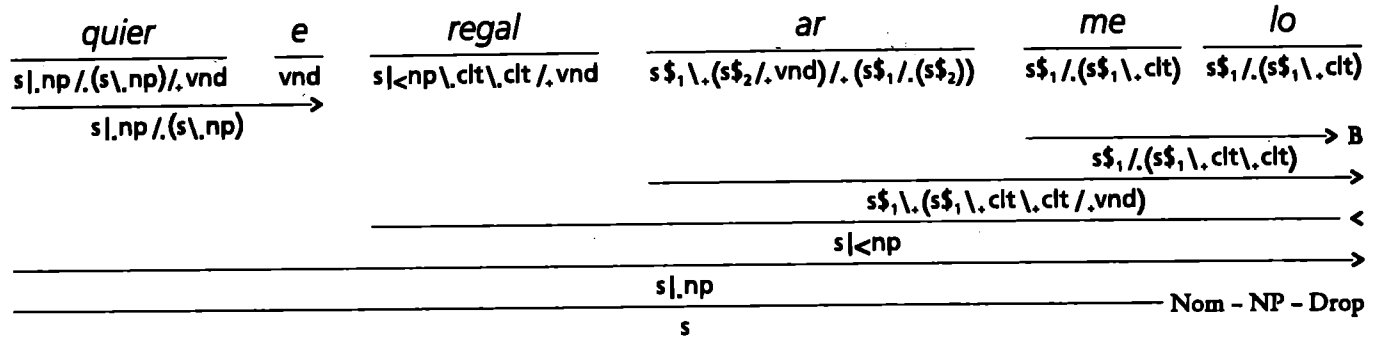 quier e regal ar me lo
s|.np/.(s\.np)/₊vnd vnd s|<np\.clt\.clt/₊vnd s$₁\₊(s$₂/₊vnd)/₊(s$₁/.(s$₂)) s$₁/.(s$₁\₊clt) s$₁/.(s$₁\₊clt)
s|.np/.(s\.np)
B
s$₁/.(s$₁\₊clt\₊clt)
s$₁\₊(s$₁\₊clt\₊clt/₊vnd)
s|<np
s|.np
Nom – NP – Drop
s